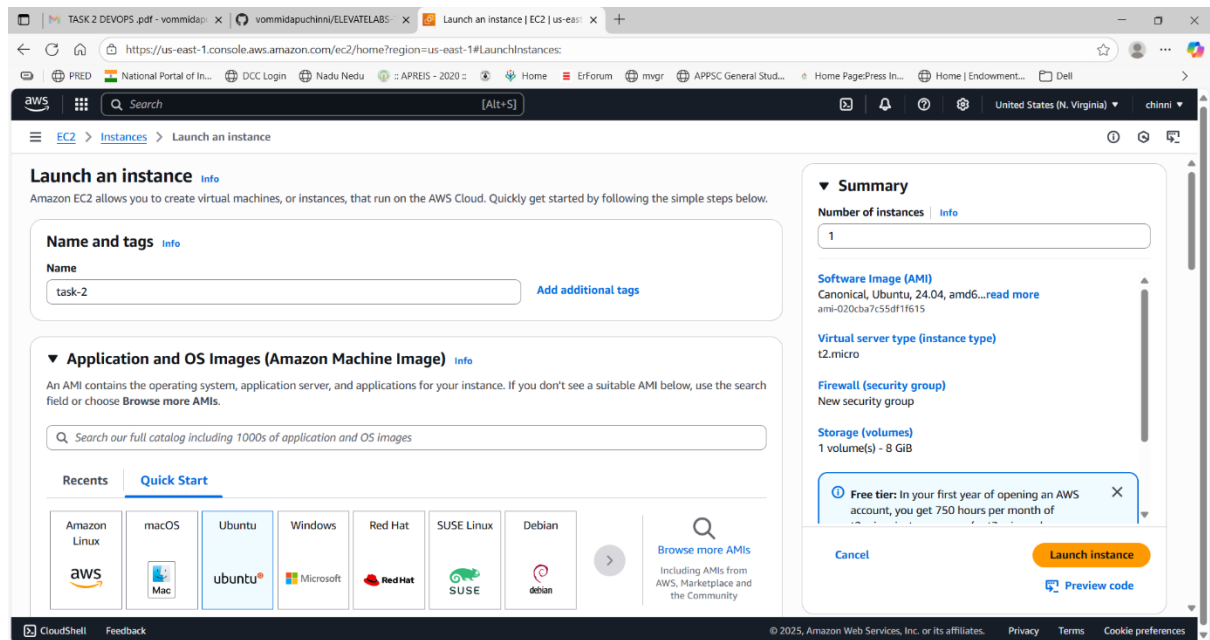 TASK 2 DEVOPS .pdf - vommidapu
vommidapuchinni/ELEVATELABS-
Launch an instance | EC2 | us-east
https://us-east-1.console.aws.amazon.com/ec2/home?region=us-east-1#LaunchInstances:
PRED National Portal of In... DCC Login Nadu Nedu :: APREIS - 2020 :: Home ErForum mvgr APPSC General Stud... Home Page:Press In... Home | Endowment... Dell
aws Search [Alt+S] United States (N. Virginia) chinni
EC2 > Instances > Launch an instance
Launch an instance Info
Amazon EC2 allows you to create virtual machines, or instances, that run on the AWS Cloud. Quickly get started by following the simple steps below.
Name and tags Info
Name
task-2
Add additional tags
Application and OS Images (Amazon Machine Image) Info
An AMI contains the operating system, application server, and applications for your instance. If you don't see a suitable AMI below, use the search
field or choose Browse more AMIs.
Search our full catalog including 1000s of application and OS images
Recents Quick Start
Amazon
Linux
aws
macOS
Mac
Ubuntu
ubuntu®
Windows
Microsoft
Red Hat
Red Hat
SUSE Linux
SUSE
Debian
debian
Browse more AMIs
Including AMIs from
AWS, Marketplace and
the Community
Summary
Number of instances Info
1
Software Image (AMI)
Canonical, Ubuntu, 24.04, amd6...read more
ami-020cba7c55df1f615
Virtual server type (instance type)
t2.micro
Firewall (security group)
New security group
Storage (volumes)
1 volume(s) - 8 GiB
Free tier: In your first year of opening an AWS
account, you get 750 hours per month of
Cancel
Launch instance
Preview code
CloudShell Feedback © 2025, Amazon Web Services, Inc. or its affiliates. Privacy Terms Cookie preferences